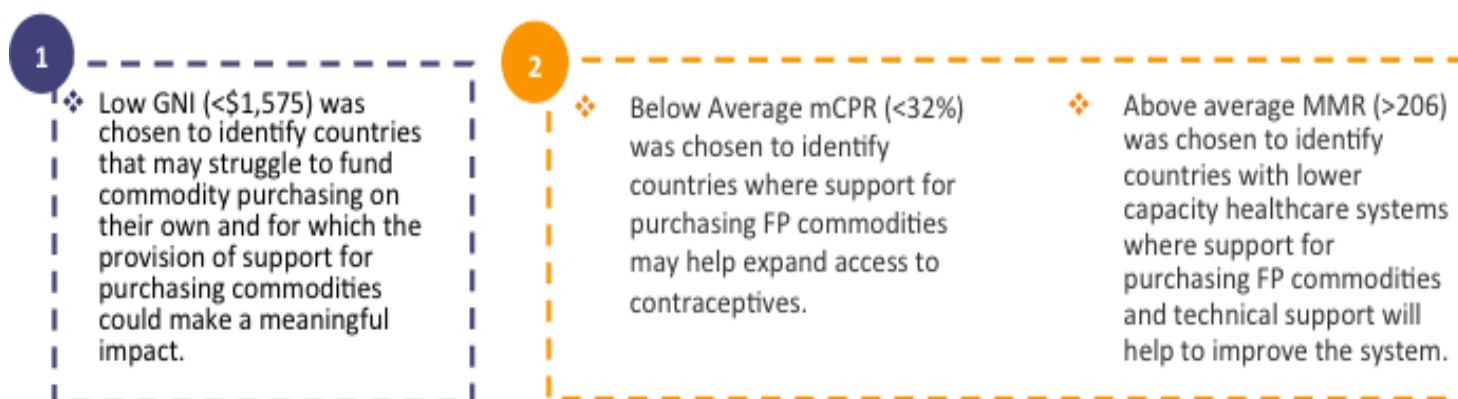 1
❖ Low GNI (<$1,575) was
chosen to identify countries
that may struggle to fund
commodity purchasing on
their own and for which the
provision of support for
purchasing commodities
could make a meaningful
impact.
2
❖ Below Average mCPR (<32%)
was chosen to identify
countries where support for
purchasing FP commodities
may help expand access to
contraceptives.
❖ Above average MMR (>206)
was chosen to identify
countries with lower
capacity healthcare systems
where support for
purchasing FP commodities
and technical support will
help to improve the system.